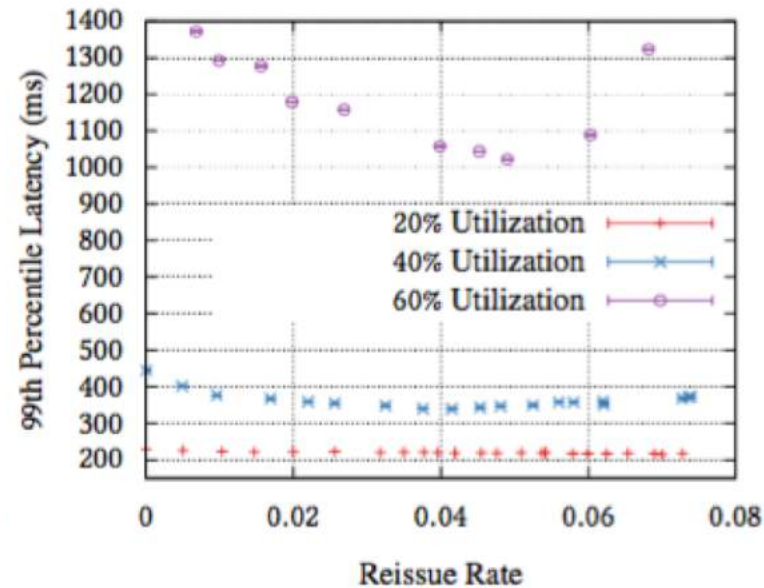 1400
1300
1200
1100
1000
900
800
700
600
500
400
300
200
99th Percentile Latency (ms)
20% Utilization
40% Utilization
60% Utilization
0 0.02 0.04 0.06 0.08
Reissue Rate